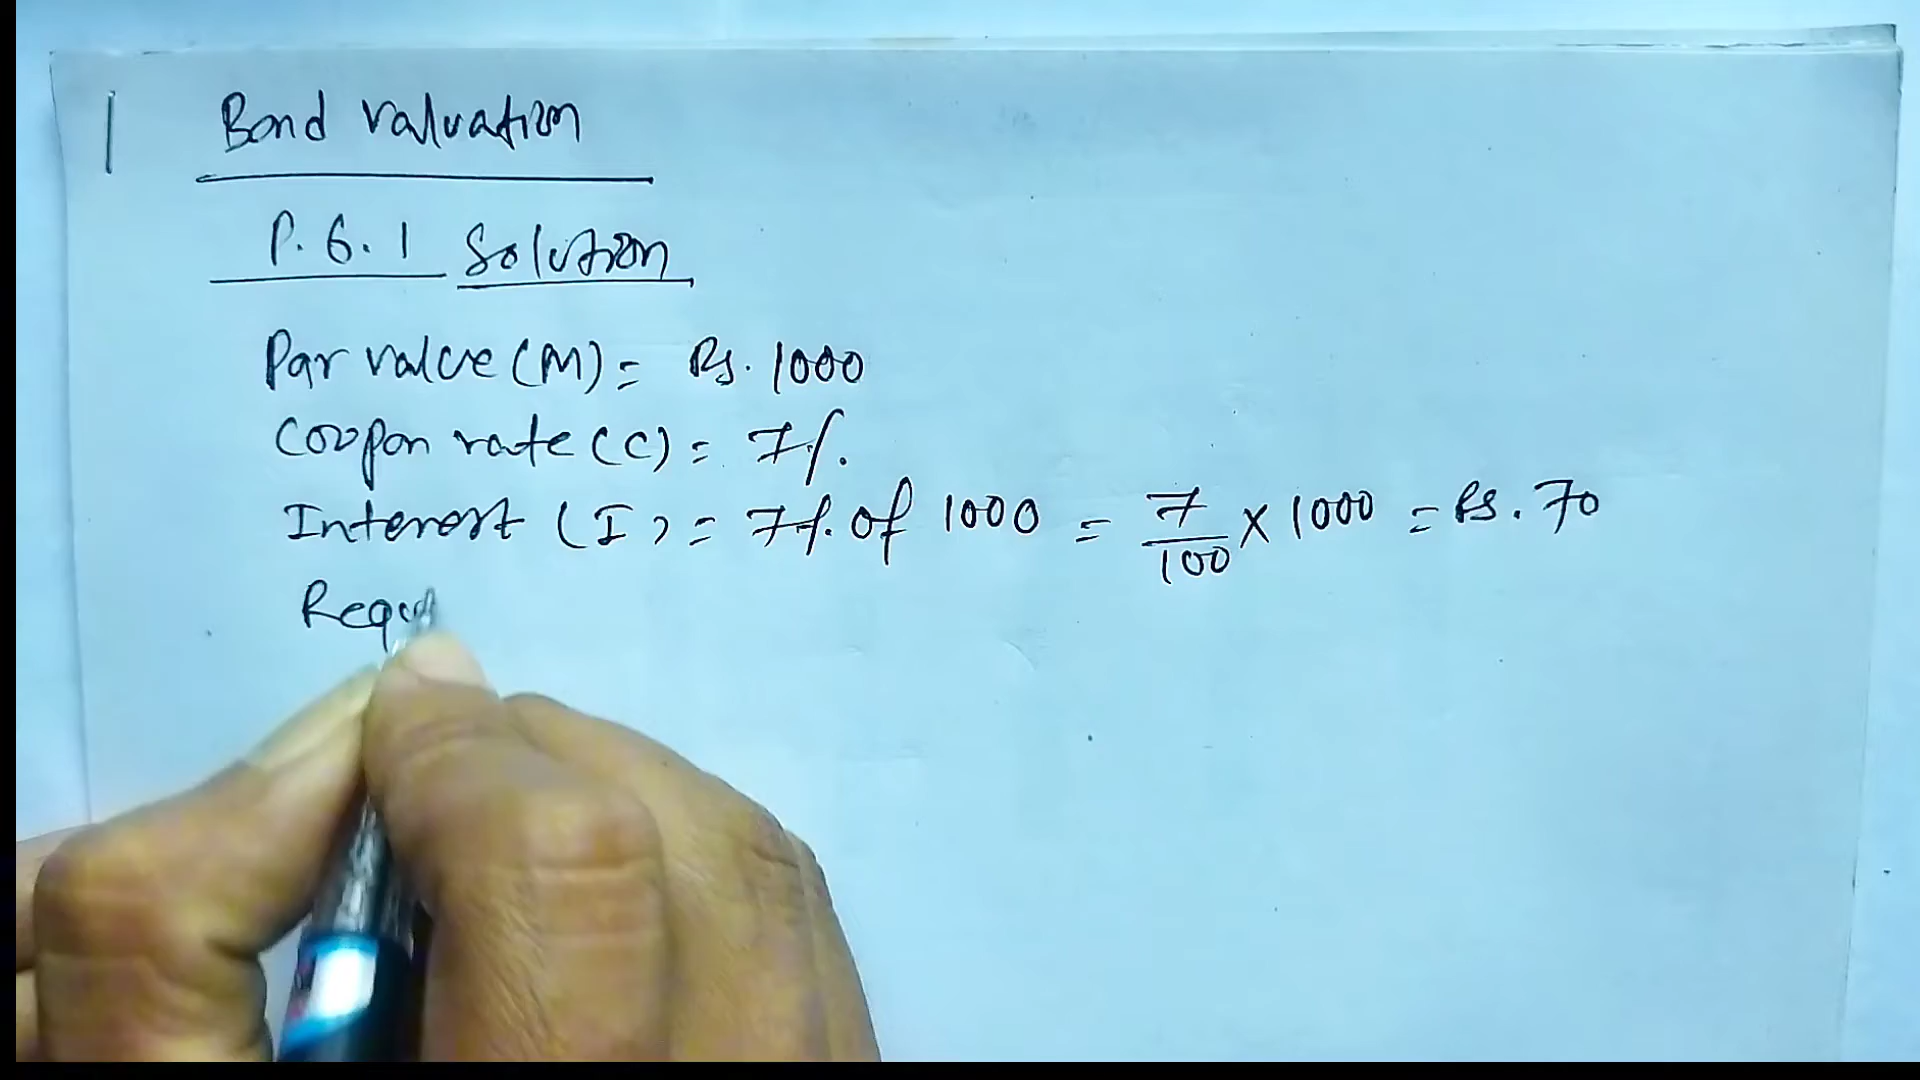 1 Bond valuation
P.6.1 Solution
Par value (M) = Rs. 1000
Coupon rate (C) = 7%.
Interest (I) = 7% of 1000 = 7/100 × 1000 = Rs. 70